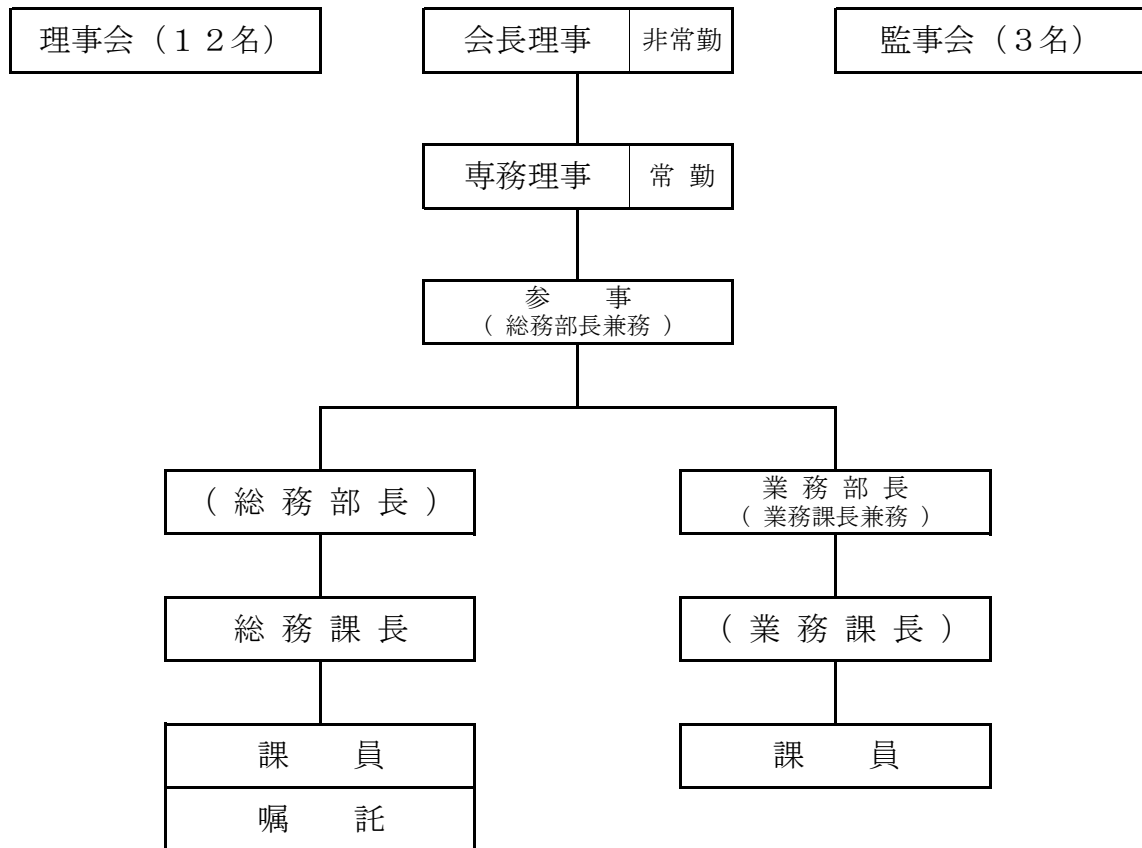 理事会（１２名）
会長理事 非常勤
監事会（３名）
専務理事 常 勤
参　　事
（ 総務部長兼務 ）
（ 総 務 部 長 ）
業 務 部 長
（ 業務課長兼務 ）
総 務 課 長
（ 業 務 課 長 ）
課　　員
課　　員
嘱　　託